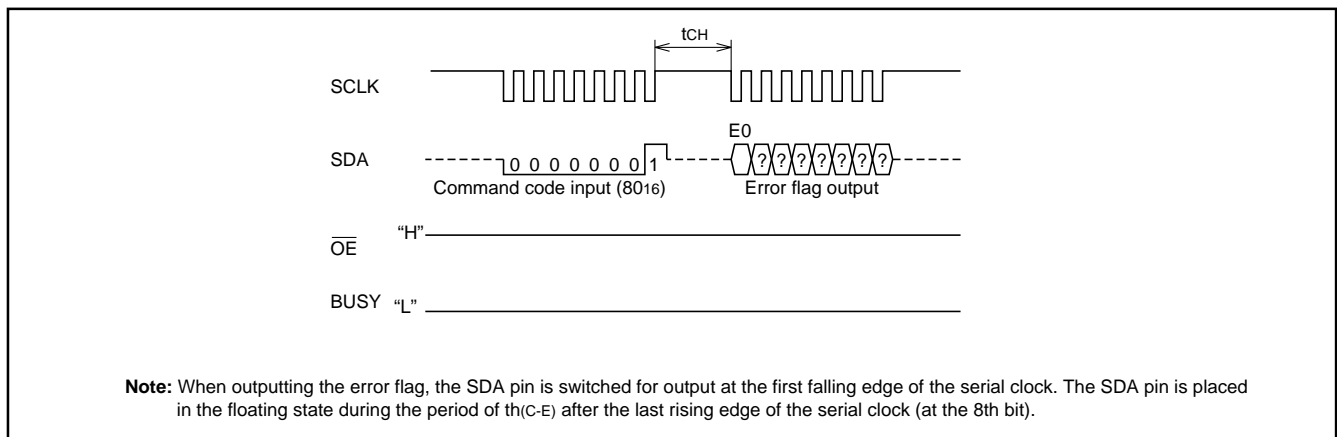 tCH
SCLK
E0
SDA 0 0 0 0 0 0 0 1 ? ? ? ? ? ? ?
Command code input (8016) Error flag output
OE “H”
BUSY “L”
Note: When outputting the error flag, the SDA pin is switched for output at the first falling edge of the serial clock. The SDA pin is placed
in the floating state during the period of th(C-E) after the last rising edge of the serial clock (at the 8th bit).